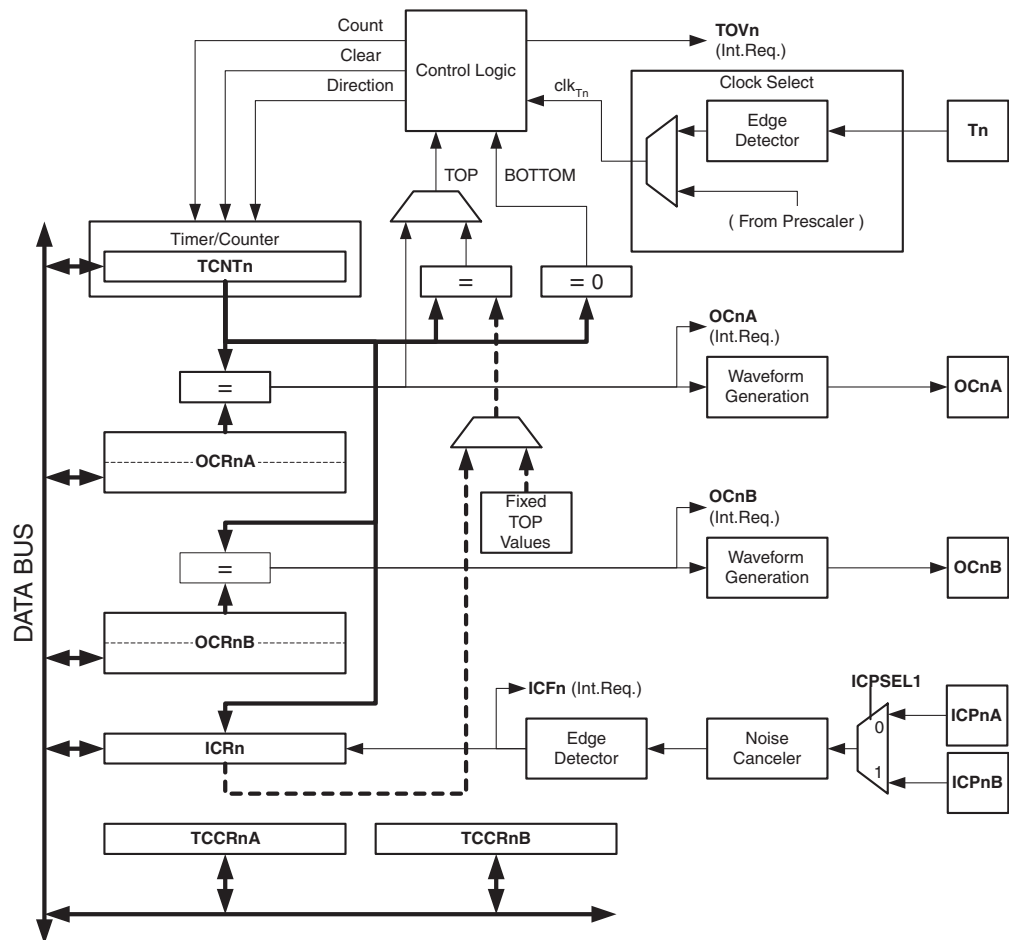 Count
Clear
Direction
Control Logic
TOVn
(Int.Req.)
clkTn
Clock Select
Edge
Detector
Tn
( From Prescaler )
TOP
BOTTOM
Timer/Counter
TCNTn
=
= 0
OCnA
(Int.Req.)
=
Waveform
Generation
OCnA
OCRnA
Fixed
TOP
Values
OCnB
(Int.Req.)
=
Waveform
Generation
OCnB
OCRnB
DATA BUS
ICFn (Int.Req.)
ICPSEL1
ICPnA
0
ICRn
Edge
Detector
Noise
Canceler
1
ICPnB
TCCRnA
TCCRnB